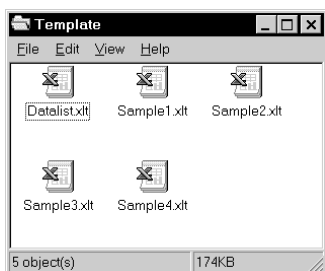 Template
File Edit View Help
Datalist.xlt Sample1.xlt Sample2.xlt
Sample3.xlt Sample4.xlt
5 object(s) 174KB